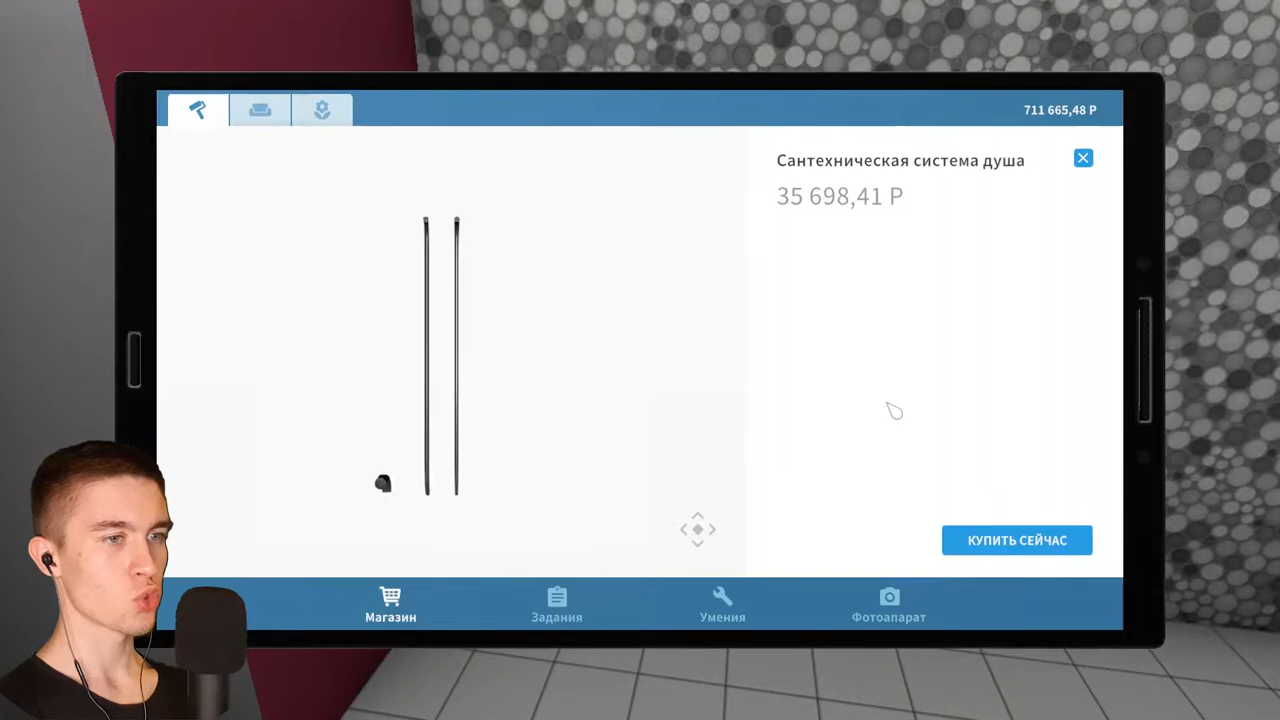 711 665,48 Р
Сантехническая система душа
35 698,41 Р
КУПИТЬ СЕЙЧАС
Магазин
Задания
Умения
Фотоапарат